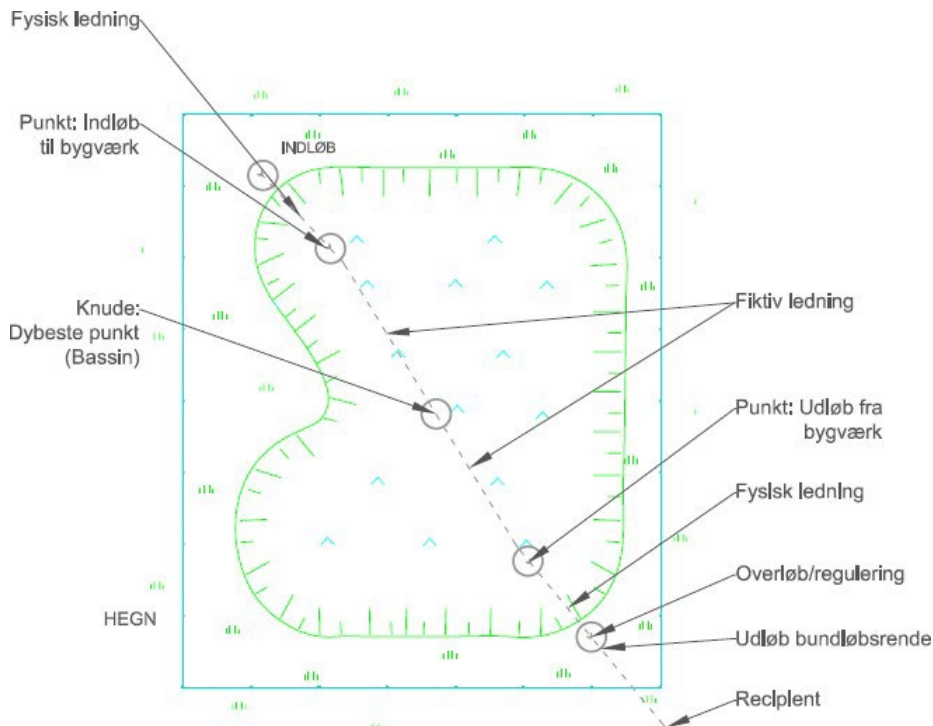 Fysisk ledning
Punkt: Indløb
til bygværk
INDLØB
Knude:
Dybeste punkt
(Bassin)
Fiktiv ledning
Punkt: Udløb fra
bygværk
Fysisk ledning
Overløb/regulering
HEGN
Udløb bundløbsrende
Recipient